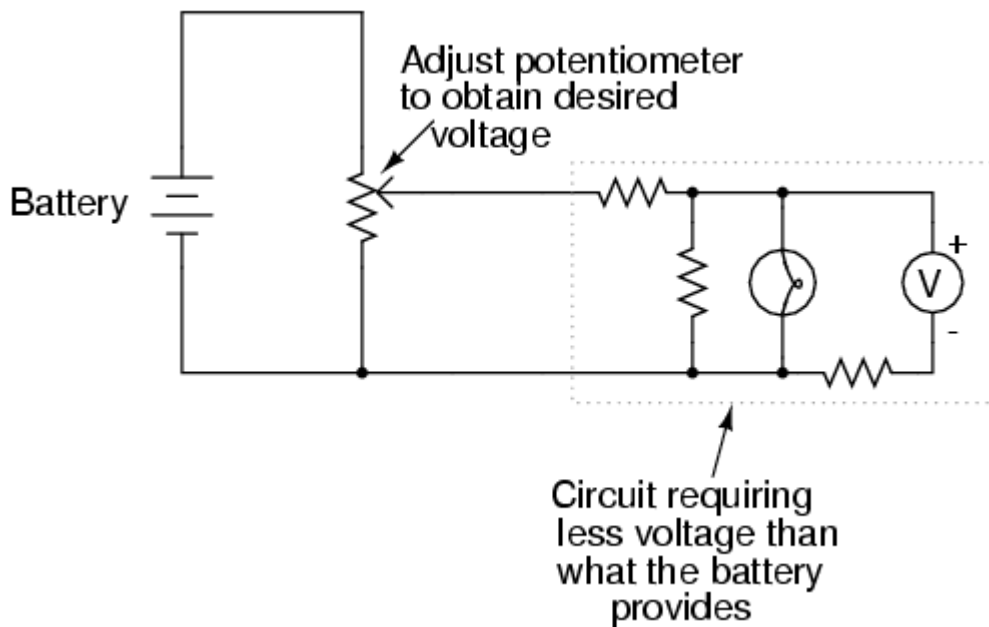 Adjust potentiometer
to obtain desired
voltage
Battery
+
V
-
Circuit requiring
less voltage than
what the battery
provides